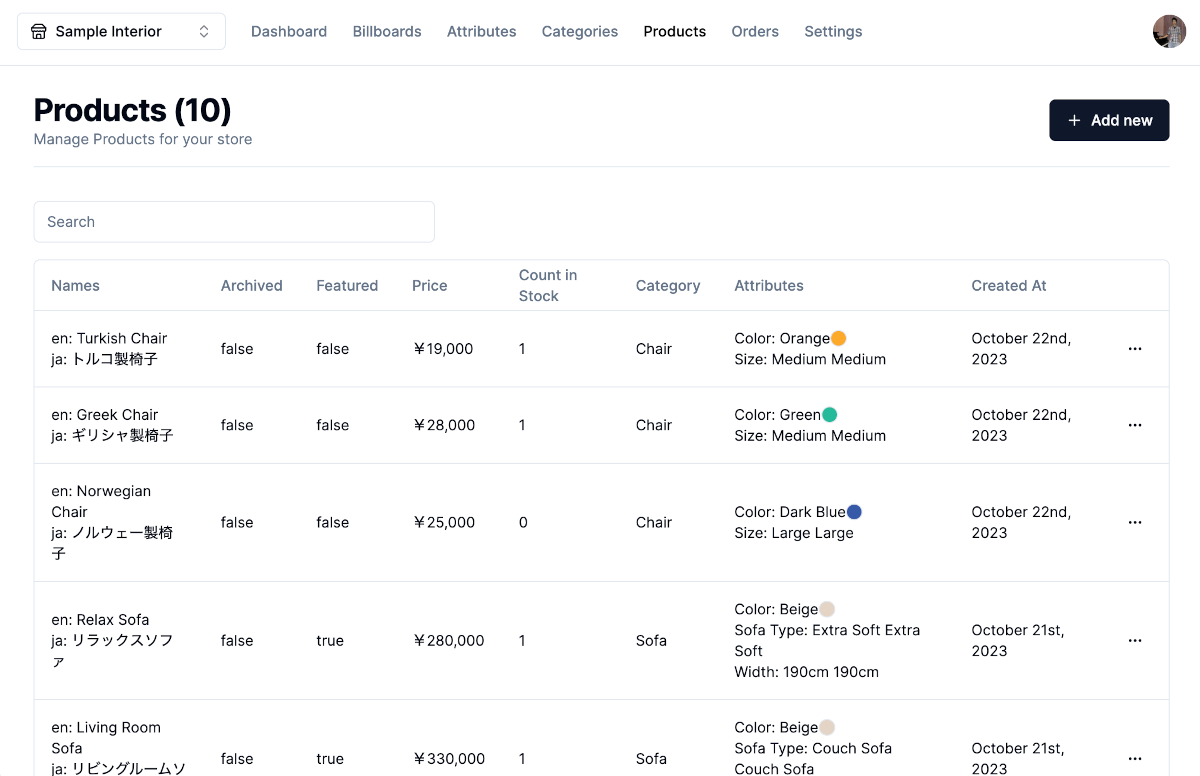 Sample Interior
Dashboard
Billboards
Attributes
Categories
Products
Orders
Settings
Products (10)
Manage Products for your store
+ Add new
Search
Names
Archived
Featured
Price
Count in
Stock
Category
Attributes
Created At
en: Turkish Chair
ja: トルコ製椅子
false
false
￥19,000
1
Chair
Color: Orange
Size: Medium Medium
October 22nd,
2023
...
en: Greek Chair
ja: ギリシャ製椅子
false
false
￥28,000
1
Chair
Color: Green
Size: Medium Medium
October 22nd,
2023
...
en: Norwegian
Chair
ja: ノルウェー製椅
子
false
false
￥25,000
0
Chair
Color: Dark Blue
Size: Large Large
October 22nd,
2023
...
en: Relax Sofa
ja: リラックスソフ
ァ
false
true
￥280,000
1
Sofa
Color: Beige
Sofa Type: Extra Soft Extra
Soft
Width: 190cm 190cm
October 21st,
2023
...
en: Living Room
Sofa
ja: リビングルームソ
false
true
￥330,000
1
Sofa
Color: Beige
Sofa Type: Couch Sofa
Couch Sofa
October 21st,
2023
...